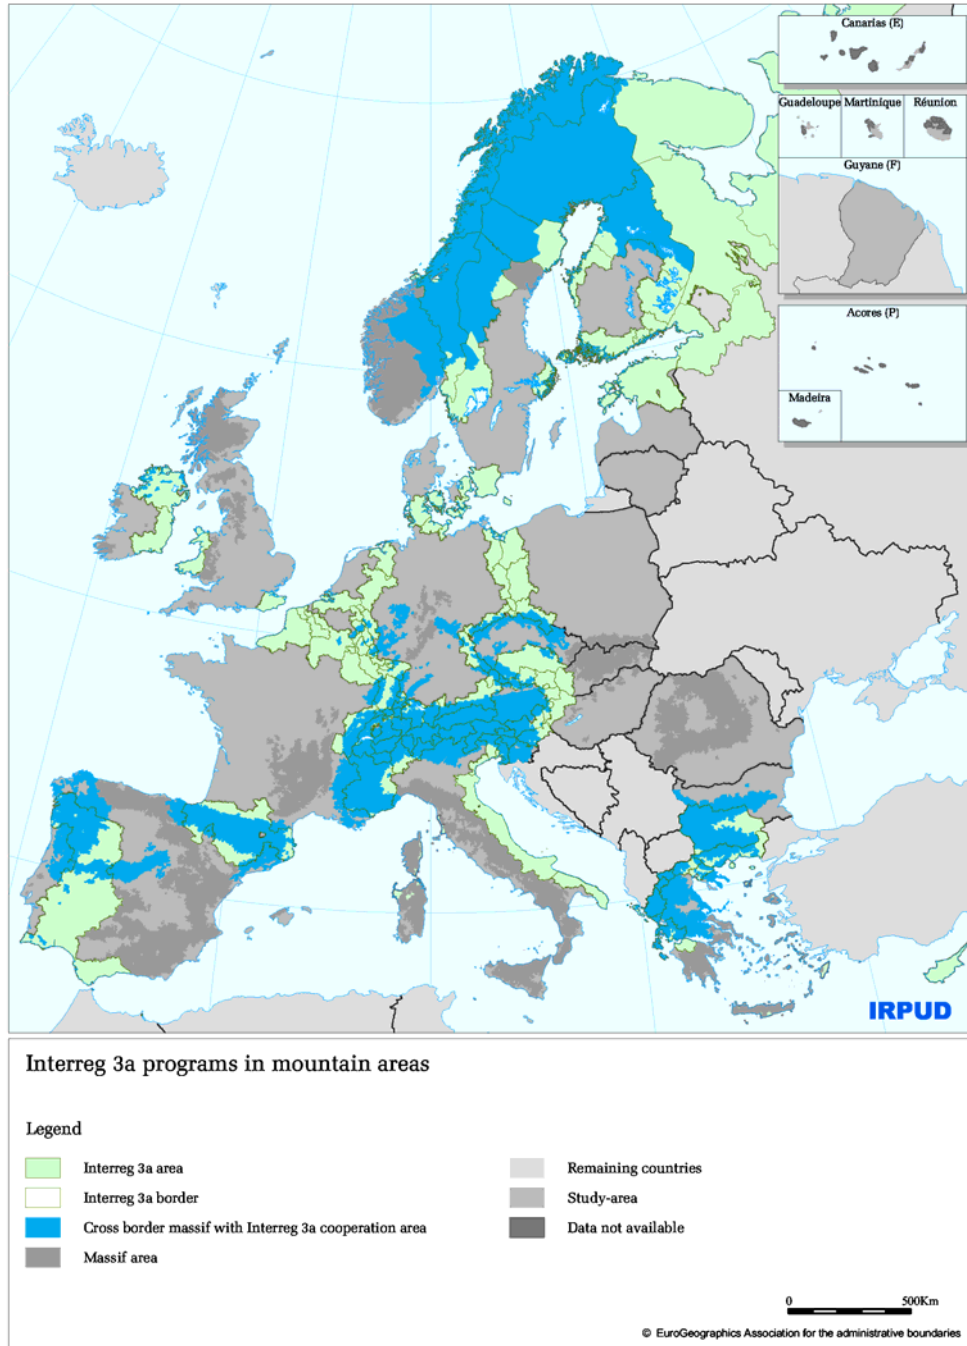 Canarias (E)
Guadeloupe
Martinique
Réunion
Guyane (F)
Acores (P)
Madeira
IRPUD
Interreg 3a programs in mountain areas
Legend
Interreg 3a area
Interreg 3a border
Cross border massif with Interreg 3a cooperation area
Massif area
Remaining countries
Study-area
Data not available
0 500Km
© EuroGeographics Association for the administrative boundaries